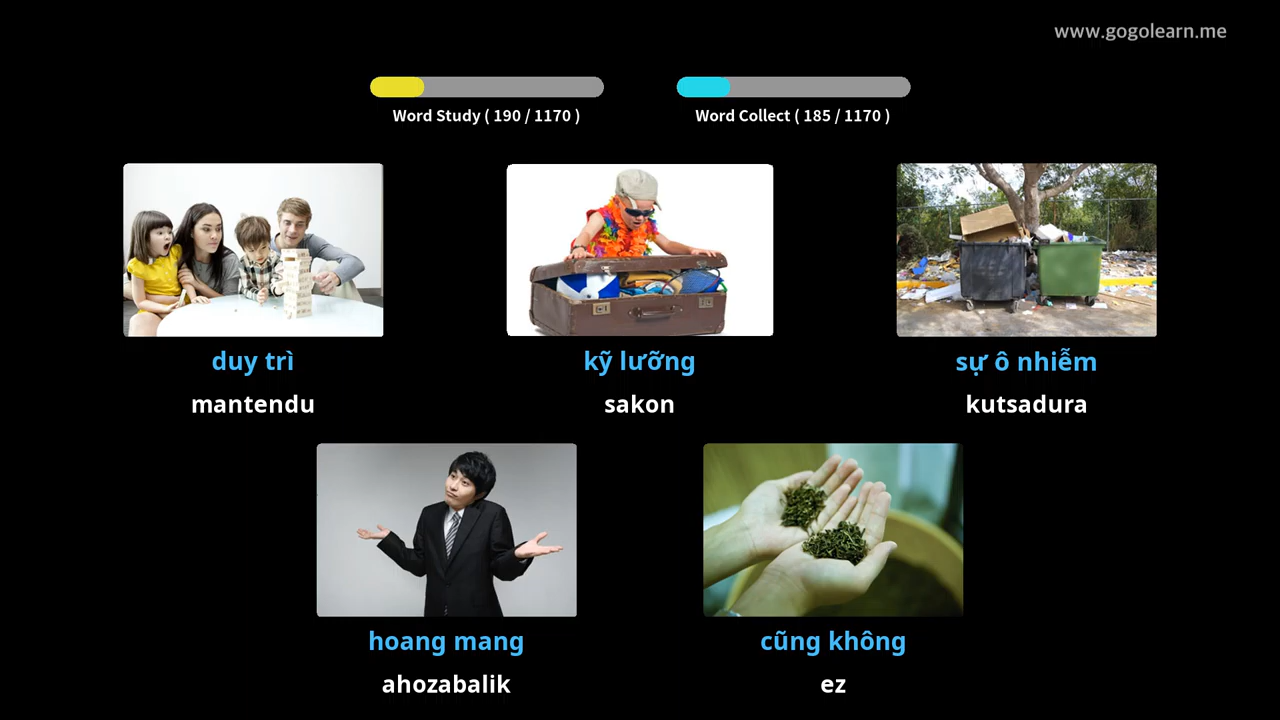 www.gogolearn.me
Word Study ( 190 / 1170 )
Word Collect ( 185 / 1170 )
duy trì
mantendu
kỹ lưỡng
sakon
sự ô nhiễm
kutsadura
hoang mang
ahozabalik
cũng không
ez